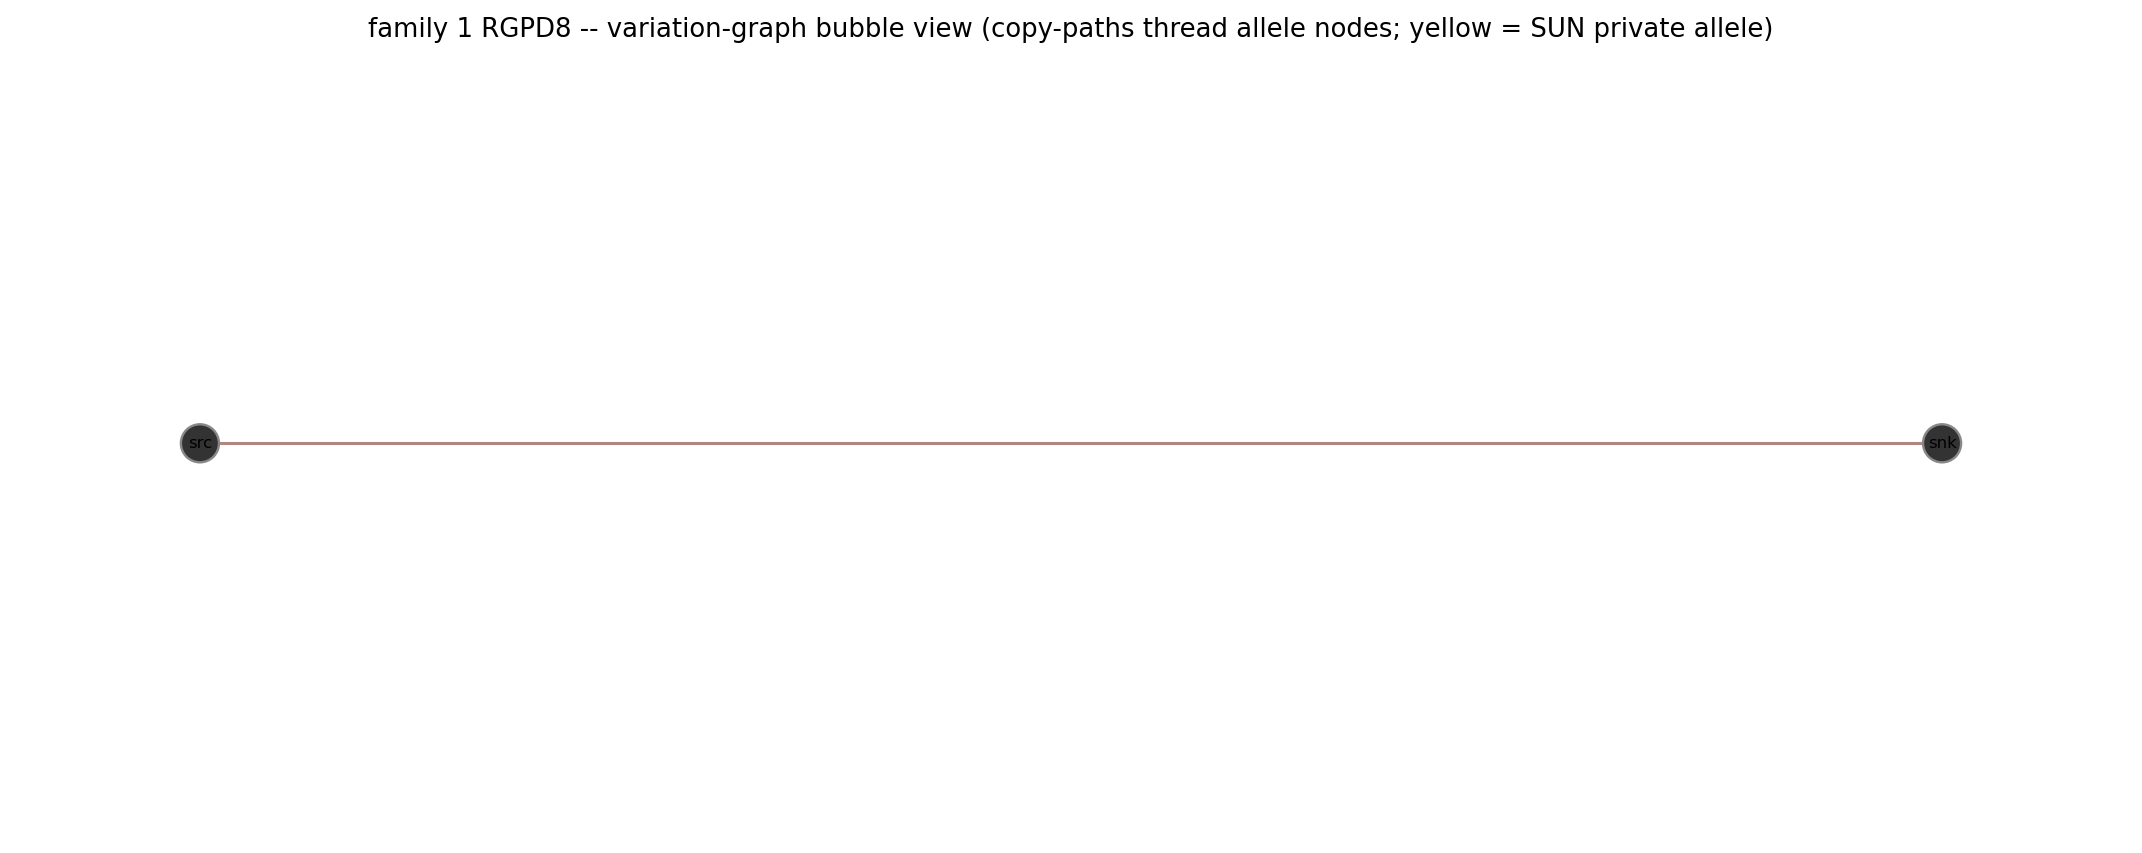 family 1 RGPD8 -- variation-graph bubble view (copy-paths thread allele nodes; yellow = SUN private allele)
src
snk